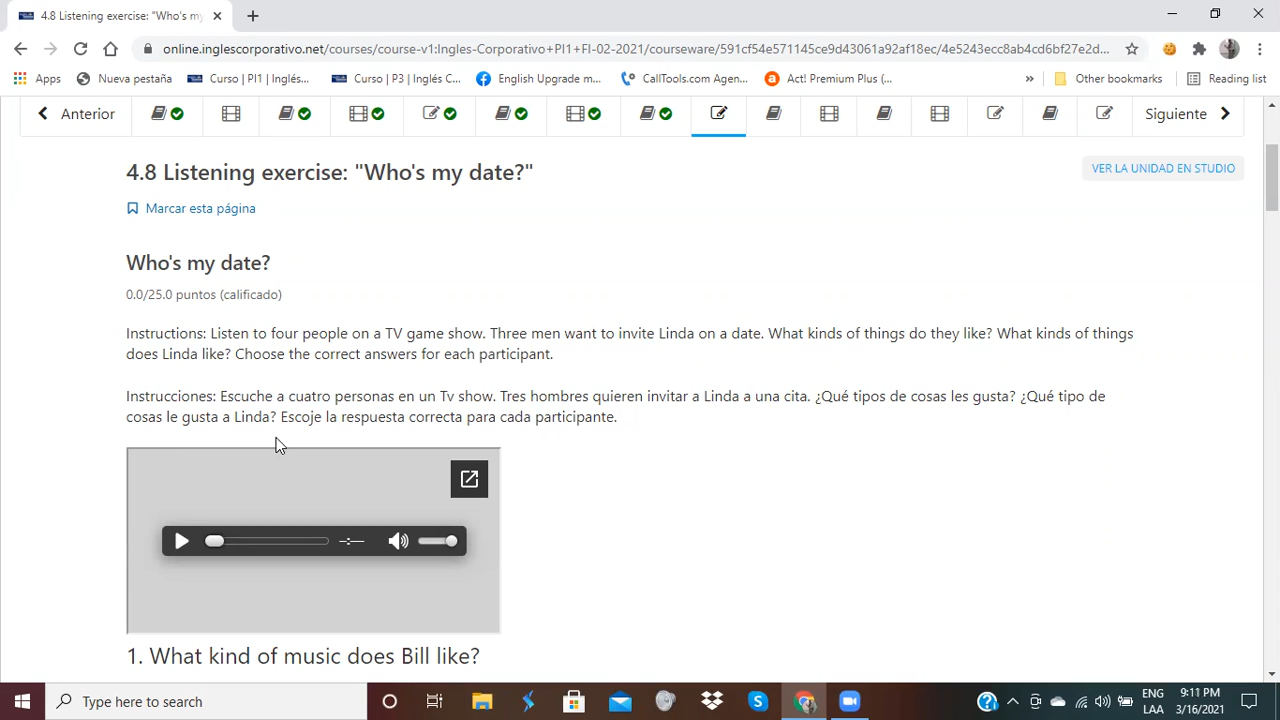 4.8 Listening exercise: "Who's my
online.inglescorporativo.net/courses/course-v1:Ingles-Corporativo+PI1+FI-02-2021/courseware/591cf54e571145ce9d43061a92af18ec/4e5243ecc8ab4cd6bf27e2d...
Apps Nueva pestaña Curso | PI1 | Inglés... Curso | P3 | Inglés C... English Upgrade m... CallTools.com Agen... Act! Premium Plus (... » Other bookmarks Reading list
Anterior Siguiente
4.8 Listening exercise: "Who's my date?"
VER LA UNIDAD EN STUDIO
Marcar esta página
Who's my date?
0.0/25.0 puntos (calificado)
Instructions: Listen to four people on a TV game show. Three men want to invite Linda on a date. What kinds of things do they like? What kinds of things
does Linda like? Choose the correct answers for each participant.
Instrucciones: Escuche a cuatro personas en un Tv show. Tres hombres quieren invitar a Linda a una cita. ¿Qué tipos de cosas les gusta? ¿Qué tipo de
cosas le gusta a Linda? Escoje la respuesta correcta para cada participante.
-:--
1. What kind of music does Bill like?
Type here to search
ENG 9:11 PM
LAA 3/16/2021